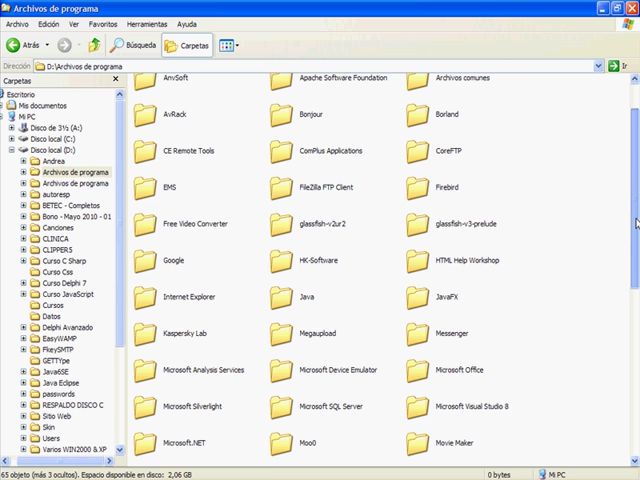 Archivos de programa
Archivo Edición Ver Favoritos Herramientas Ayuda
Atrás Búsqueda Carpetas
Dirección D:\Archivos de programa Ir
Carpetas
Escritorio
Mis documentos
Mi PC
Disco de 3½ (A:)
Disco local (C:)
Disco local (D:)
Andrea
Archivos de programa
Archivos de programa
autoresp
BETEC - Completos
Bono - Mayo 2010 - 01
Canciones
CLINICA
CLIPPER5
Curso C Sharp
Curso Css
Curso Delphi 7
Curso JavaScript
Cursos
Datos
Delphi Avanzado
EasyWAMP
FkeySMTP
GETType
Java6SE
Java Eclipse
passwords
RESPALDO DISCO C
Sitio Web
Skin
Users
Varios WIN2000 & XP
AnvSoft Apache Software Foundation Archivos comunes
AvRack Bonjour Borland
CE Remote Tools ComPlus Applications CoreFTP
EMS FileZilla FTP Client Firebird
Free Video Converter glassfish-v2ur2 glassfish-v3-prelude
Google HK-Software HTML Help Workshop
Internet Explorer Java JavaFX
Kaspersky Lab Megaupload Messenger
Microsoft Analysis Services Microsoft Device Emulator Microsoft Office
Microsoft Silverlight Microsoft SQL Server Microsoft Visual Studio 8
Microsoft.NET Moo0 Movie Maker
65 objeto (más 3 ocultos). Espacio disponible en disco: 2,06 GB 0 bytes Mi PC